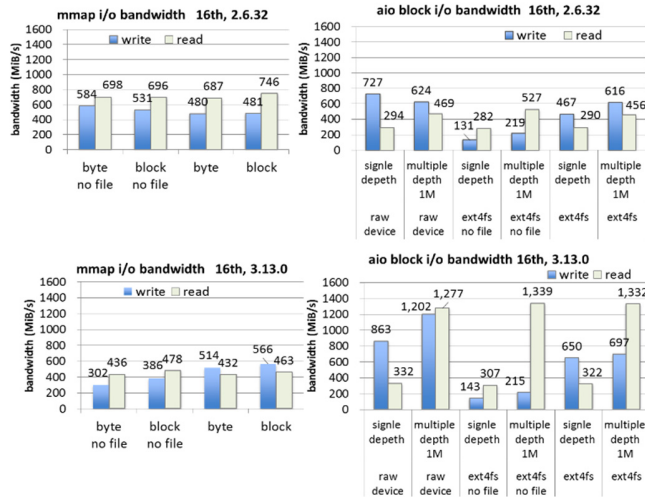 mmap i/o bandwidth 16th, 2.6.32
write read
bandwidth (MiB/s)
1600
1400
1200
1000
800
600
400
200
0
584 698 531 696 480 687 481 746
byte no file
block no file
byte
block
aio block i/o bandwidth 16th, 2.6.32
write read
bandwidth (MiB/s)
1600
1400
1200
1000
800
600
400
200
0
727 294 624 469 131 282 219 527 467 290 616 456
signle depeth
multiple depth 1M
signle depeth
multiple depth 1M
signle depeth
multiple depth 1M
raw device
raw device
ext4fs no file
ext4fs no file
ext4fs
ext4fs
mmap i/o bandwidth 16th, 3.13.0
write read
bandwidth (MiB/s)
1600
1400
1200
1000
800
600
400
200
0
302 436 386 478 514 432 566 463
byte no file
block no file
byte
block
aio block i/o bandwidth 16th, 3.13.0
write read
bandwidth (MiB/s)
1600
1400
1200
1000
800
600
400
200
0
863 332 1,202 1,277 143 307 215 1,339 650 322 697 1,332
signle depeth
multiple depth 1M
signle depeth
multiple depth 1M
signle depeth
multiple depth 1M
raw device
raw device
ext4fs no file
ext4fs no file
ext4fs
ext4fs